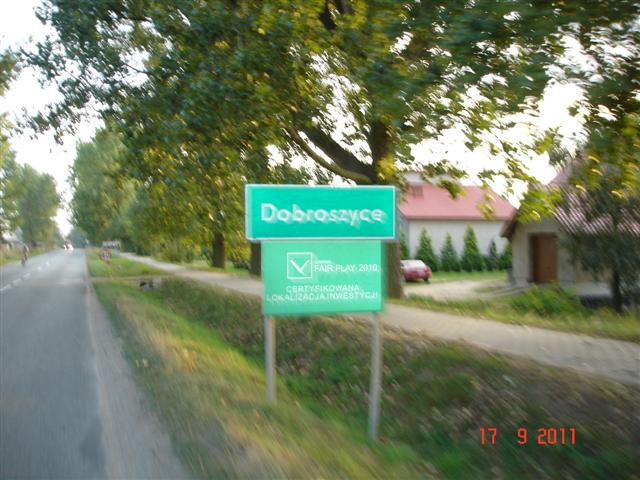 Dobroszyce
FAIR PLAY 2010
CERTYFIKOWANA
LOKALIZACJA INWESTYCJI
17 9 2011